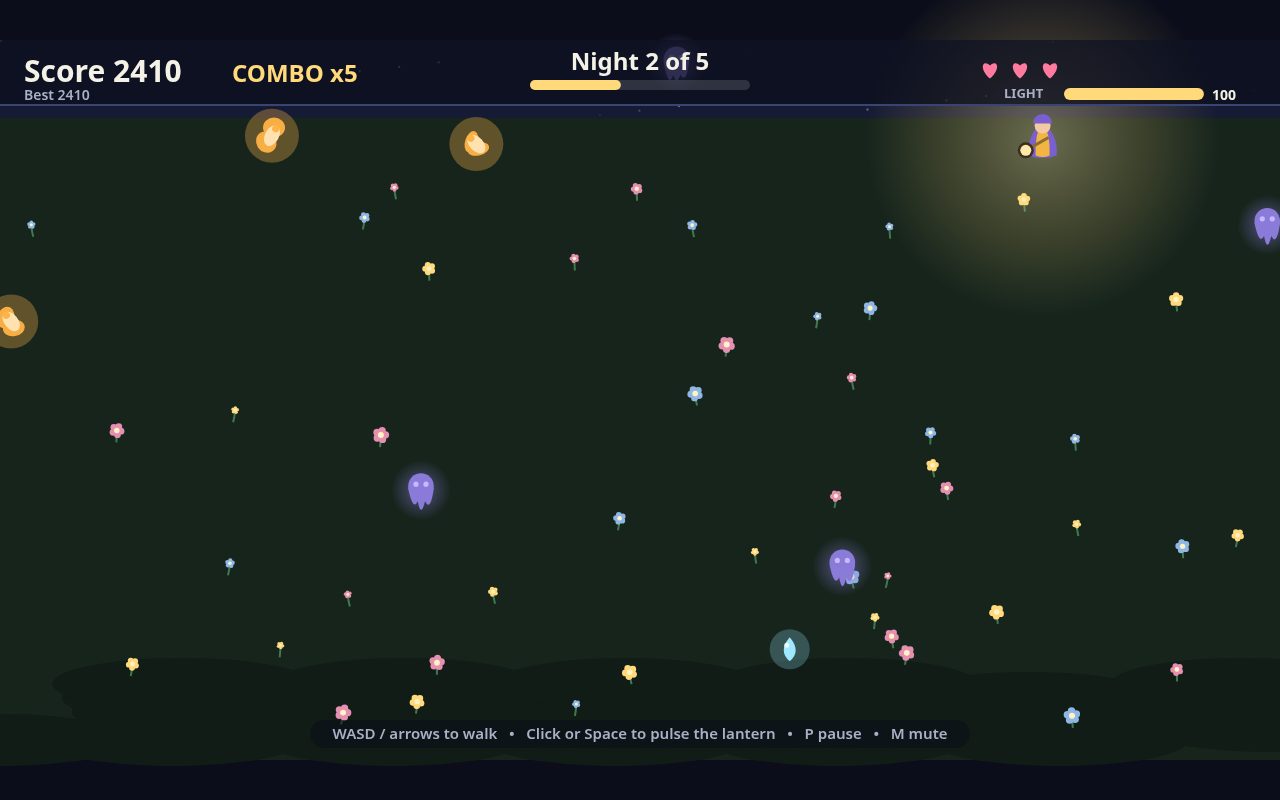 Score 2410
COMBO x5
Best 2410
Night 2 of 5
LIGHT 100
WASD / arrows to walk • Click or Space to pulse the lantern • P pause • M mute